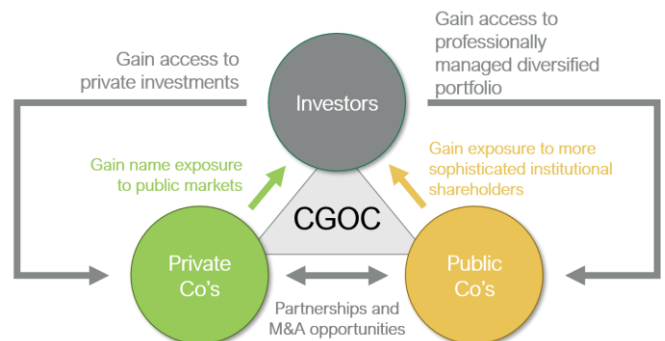 Gain access to
private investments
Investors
Gain access to
professionally
managed diversified
portfolio
Gain name exposure
to public markets
Gain exposure to more
sophisticated institutional
shareholders
CGOC
Private
Co's
Public
Co's
Partnerships and
M&A opportunities